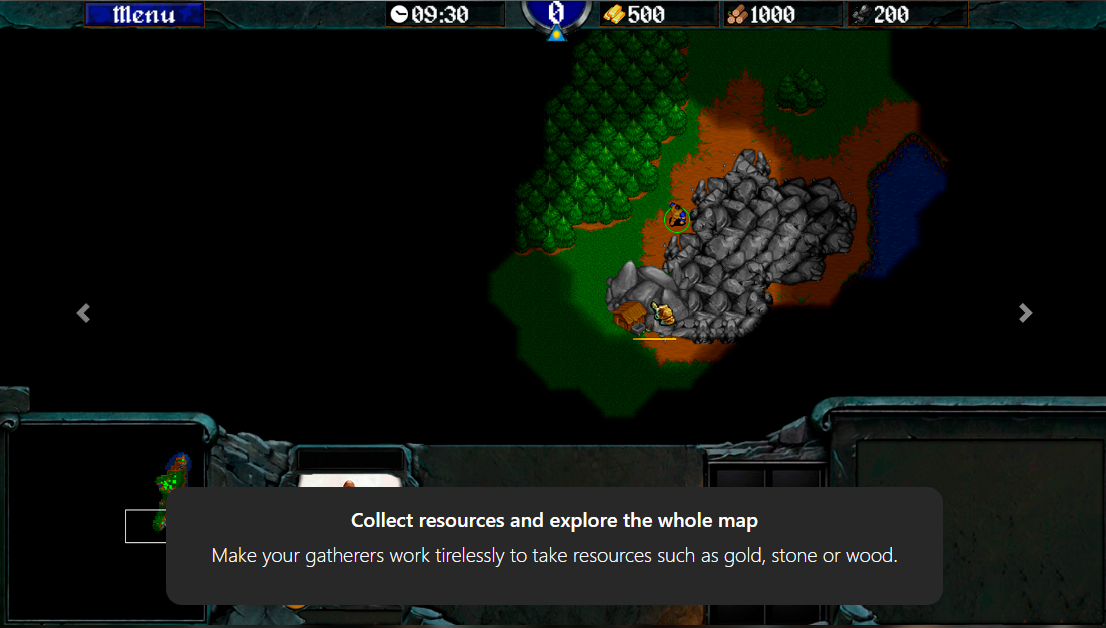 Menu
09:30
0
500
1000
200
Collect resources and explore the whole map
Make your gatherers work tirelessly to take resources such as gold, stone or wood.